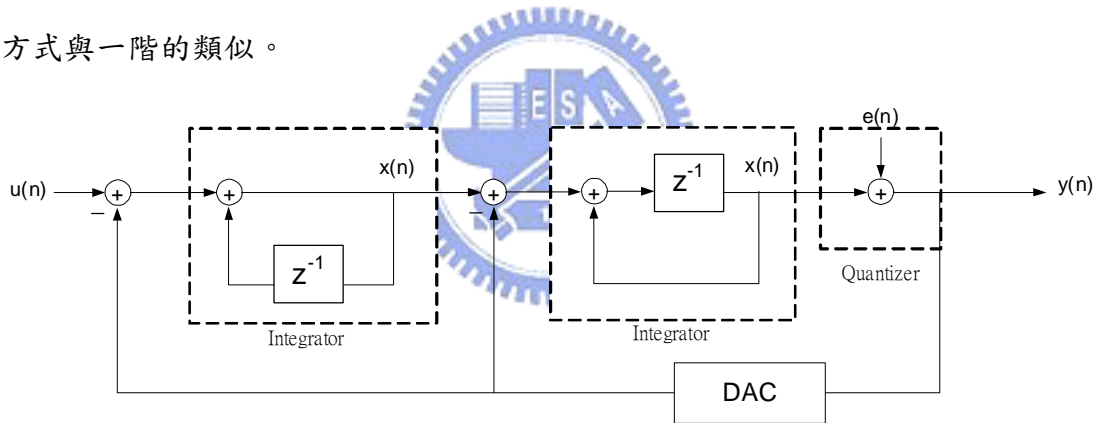 方式與一階的類似。
E S A
e(n)
u(n)
+
x(n)
+
+
z⁻¹
x(n)
+
+
y(n)
−
−
z⁻¹
Quantizer
Integrator
Integrator
DAC